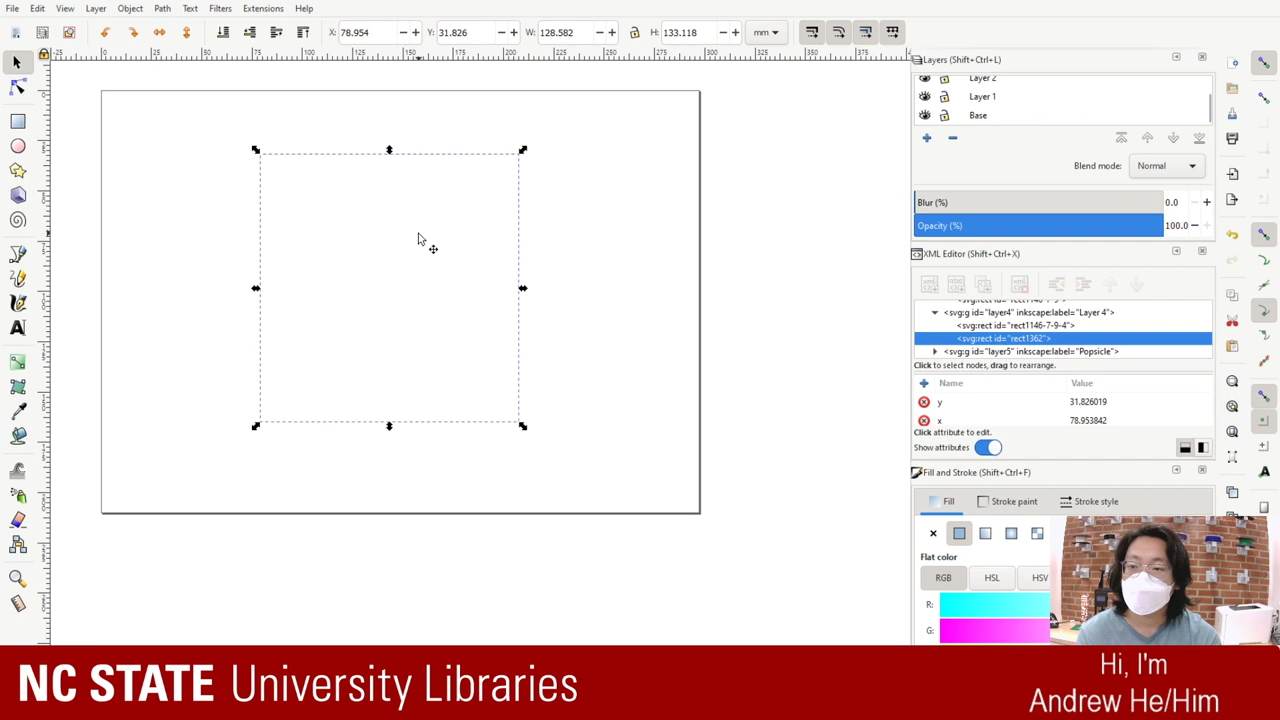 File Edit View Layer Object Path Text Filters Extensions Help
X: 78.954 Y: 31.826 W: 128.582 H: 133.118 mm
Layers (Shift+Ctrl+L)
Layer 2
Layer 1
Base
Blend mode: Normal
Blur (%) 0.0
Opacity (%) 100.0
XML Editor (Shift+Ctrl+X)
<svg:g id="layer4" inkscape:label="Layer 4">
<svg:rect id="rect1146-7-9-4">
<svg:rect id="rect1362">
<svg:g id="layer5" inkscape:label="Popsicle">
Click to select nodes, drag to rearrange.
Name Value
y 31.826019
x 78.953842
Click attribute to edit.
Show attributes
Fill and Stroke (Shift+Ctrl+F)
Fill Stroke paint Stroke style
Flat color
RGB HSL HSV
R:
G:
NC STATE University Libraries
Hi, I'm
Andrew He/Him